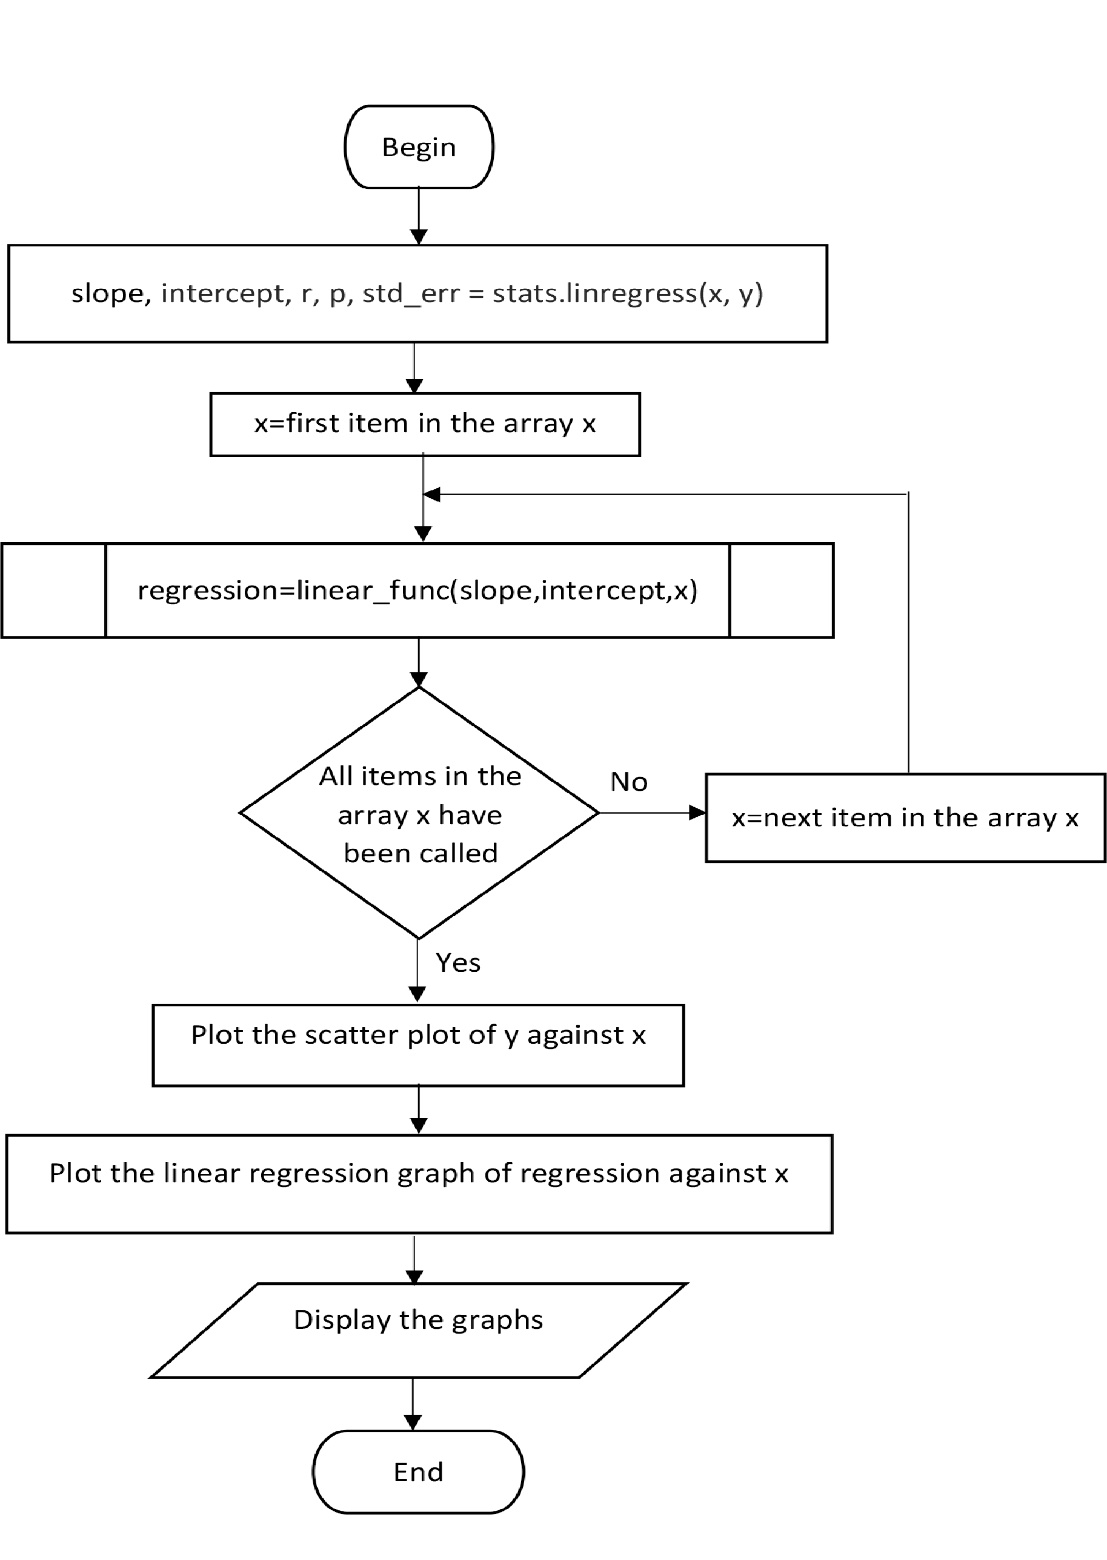 Begin
slope, intercept, r, p, std_err = stats.linregress(x, y)
x=first item in the array x
regression=linear_func(slope,intercept,x)
All items in the
array x have
been called
No
x=next item in the array x
Yes
Plot the scatter plot of y against x
Plot the linear regression graph of regression against x
Display the graphs
End